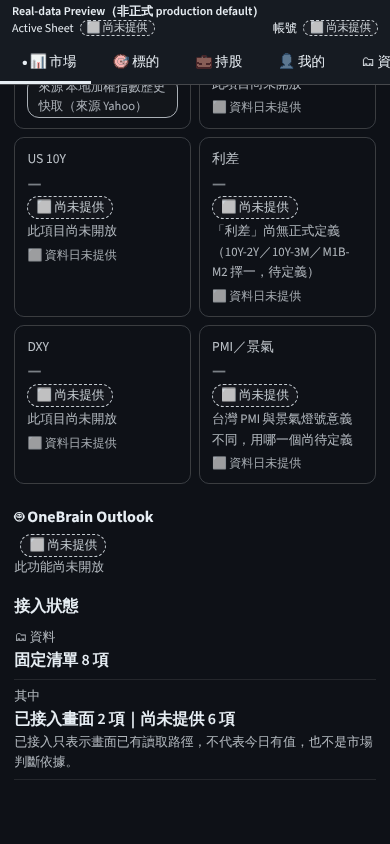 Real-data Preview（非正式 production default）
Active Sheet 尚未提供 帳號 尚未提供
市場 標的 持股 我的
來源 本地加權指數歷史
快取（來源 Yahoo）
資料日未提供
US 10Y
—
尚未提供
此項目尚未開放
資料日未提供
利差
—
尚未提供
「利差」尚無正式定義
（10Y-2Y／10Y-3M／M1B-
M2 擇一，待定義）
資料日未提供
DXY
—
尚未提供
此項目尚未開放
資料日未提供
PMI／景氣
—
尚未提供
台灣 PMI 與景氣燈號意義
不同，用哪一個尚待定義
資料日未提供
OneBrain Outlook
尚未提供
此功能尚未開放
接入狀態
資料
固定清單 8 項
其中
已接入畫面 2 項｜尚未提供 6 項
已接入只表示畫面已有讀取路徑，不代表今日有值，也不是市場
判斷依據。